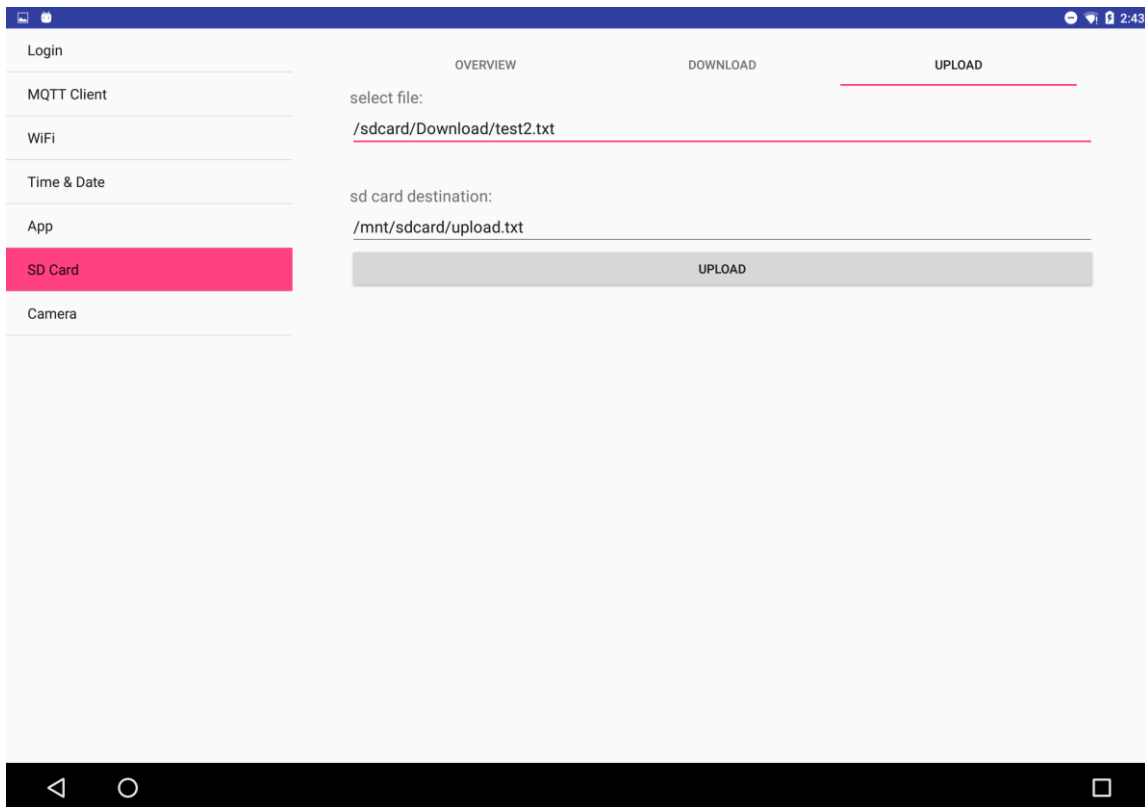 2:43
Login
MQTT Client
WiFi
Time & Date
App
SD Card
Camera
OVERVIEW DOWNLOAD UPLOAD
select file:
/sdcard/Download/test2.txt
sd card destination:
/mnt/sdcard/upload.txt
UPLOAD